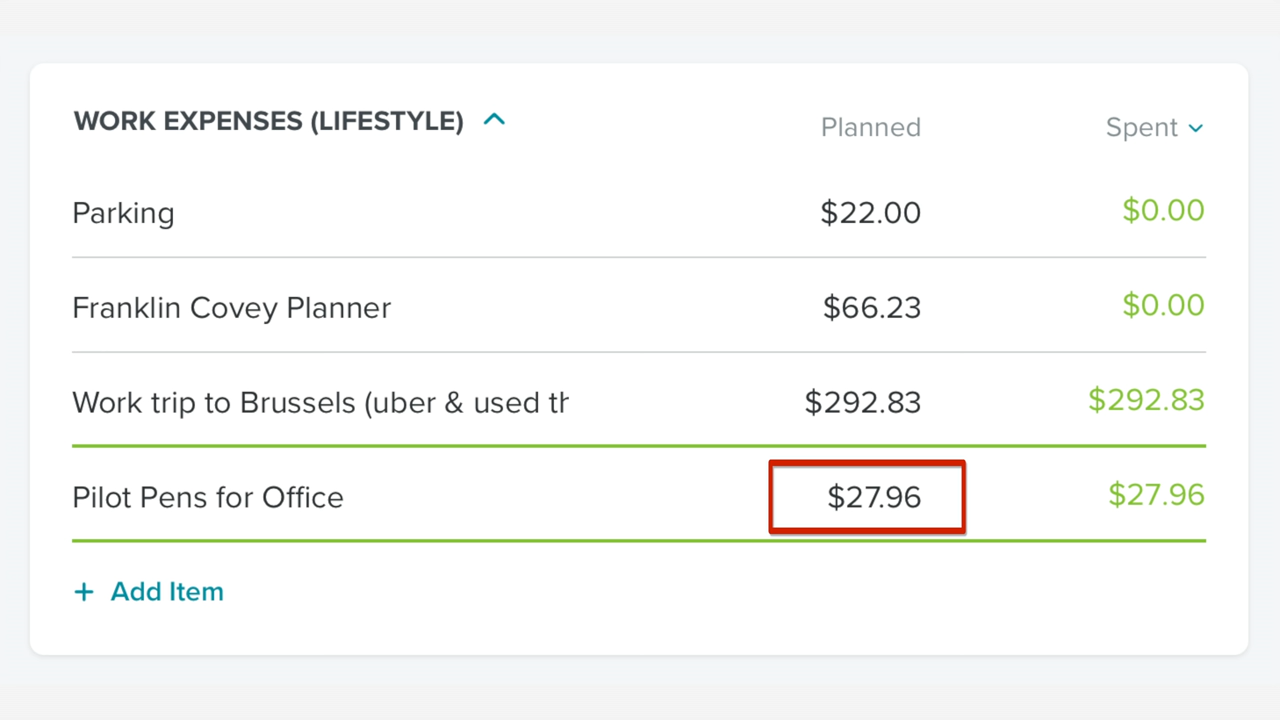 WORK EXPENSES (LIFESTYLE) Planned Spent
Parking $22.00 $0.00
Franklin Covey Planner $66.23 $0.00
Work trip to Brussels (uber & used th $292.83 $292.83
Pilot Pens for Office $27.96 $27.96
+ Add Item